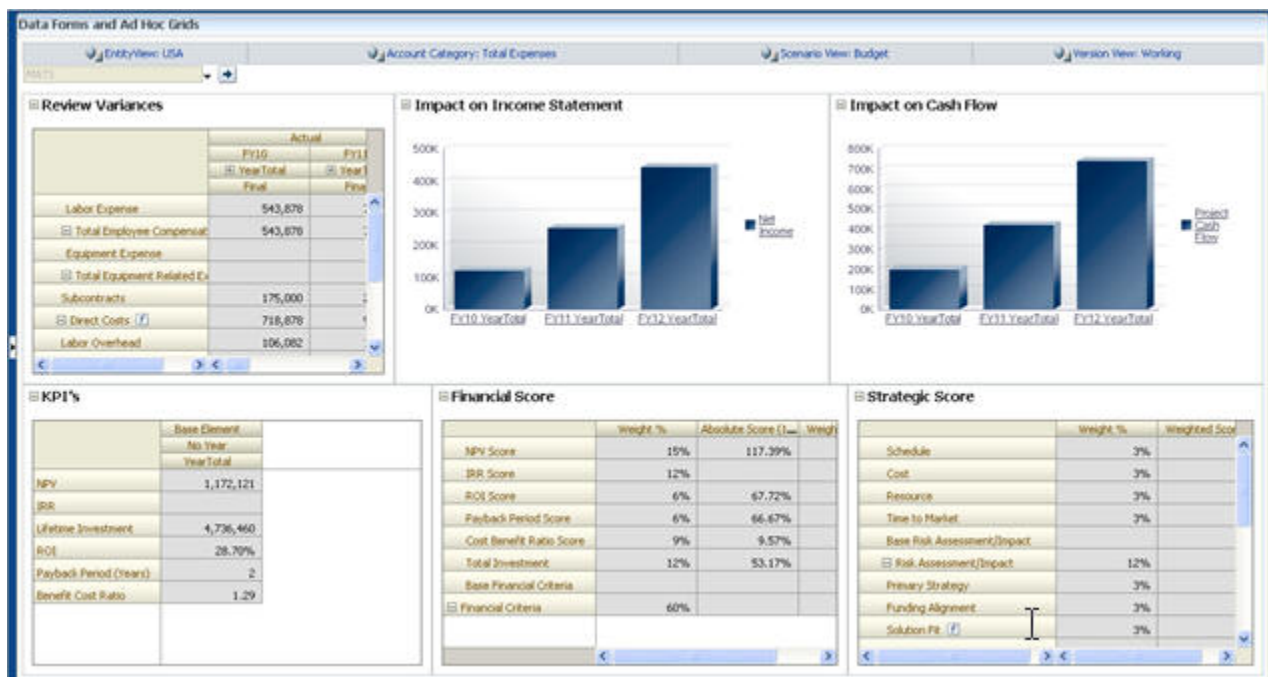 Data Forms and Ad Hoc Grids
EntityView: USA
Account Category: Total Expenses
Scenario View: Budget
Version View: Working
Review Variances
Actual
FY10
YearTotal
Final
Labor Expense 543,878
Total Employee Compensat 543,878
Equipment Expense
Total Equipment Related Ex
Subcontracts 175,000
Direct Costs 718,878
Labor Overhead 106,082
Impact on Income Statement
500K
400K
300K
200K
100K
0K
FY10 YearTotal FY11 YearTotal FY12 YearTotal
Net
Income
Impact on Cash Flow
800K
700K
600K
500K
400K
300K
200K
100K
0K
FY10 YearTotal FY11 YearTotal FY12 YearTotal
Project
Cash
Flow
KPI's
Base Element
No Year
YearTotal
NPV 1,172,121
IRR
Lifetime Investment 4,736,460
ROI 28.70%
Payback Period (Years) 2
Benefit Cost Ratio 1.29
Financial Score
Weight % Absolute Score (1... Weigh
NPV Score 15% 117.39%
IRR Score 12%
ROI Score 6% 67.72%
Payback Period Score 6% 66.67%
Cost Benefit Ratio Score 9% 9.57%
Total Investment 12% 53.17%
Base Financial Criteria
Financial Criteria 60%
Strategic Score
Weight % Weighted Scor
Schedule 3%
Cost 3%
Resource 3%
Time to Market 3%
Base Risk Assessment/Impact
Risk Assessment/Impact 12%
Primary Strategy 3%
Funding Alignment 3%
Solution Fit 3%